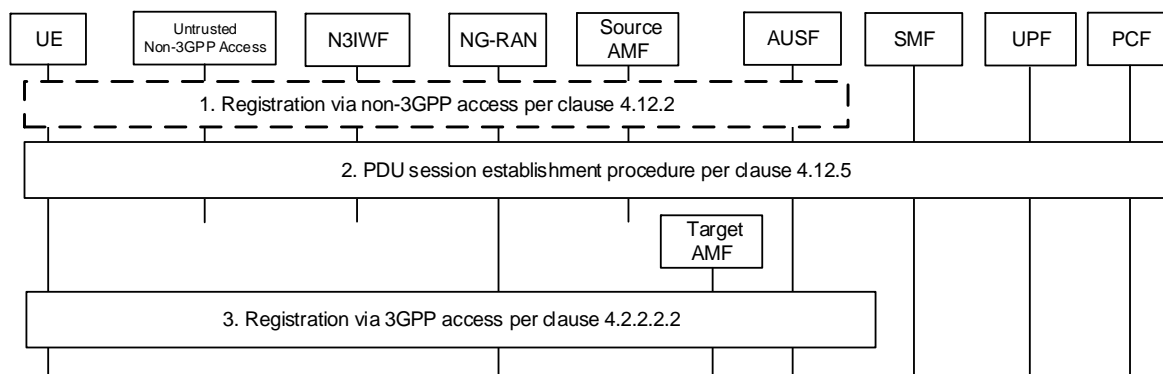 UE
Untrusted
Non-3GPP Access
N3IWF
NG-RAN
Source
AMF
AUSF
SMF
UPF
PCF
1. Registration via non-3GPP access per clause 4.12.2
2. PDU session establishment procedure per clause 4.12.5
Target
AMF
3. Registration via 3GPP access per clause 4.2.2.2.2